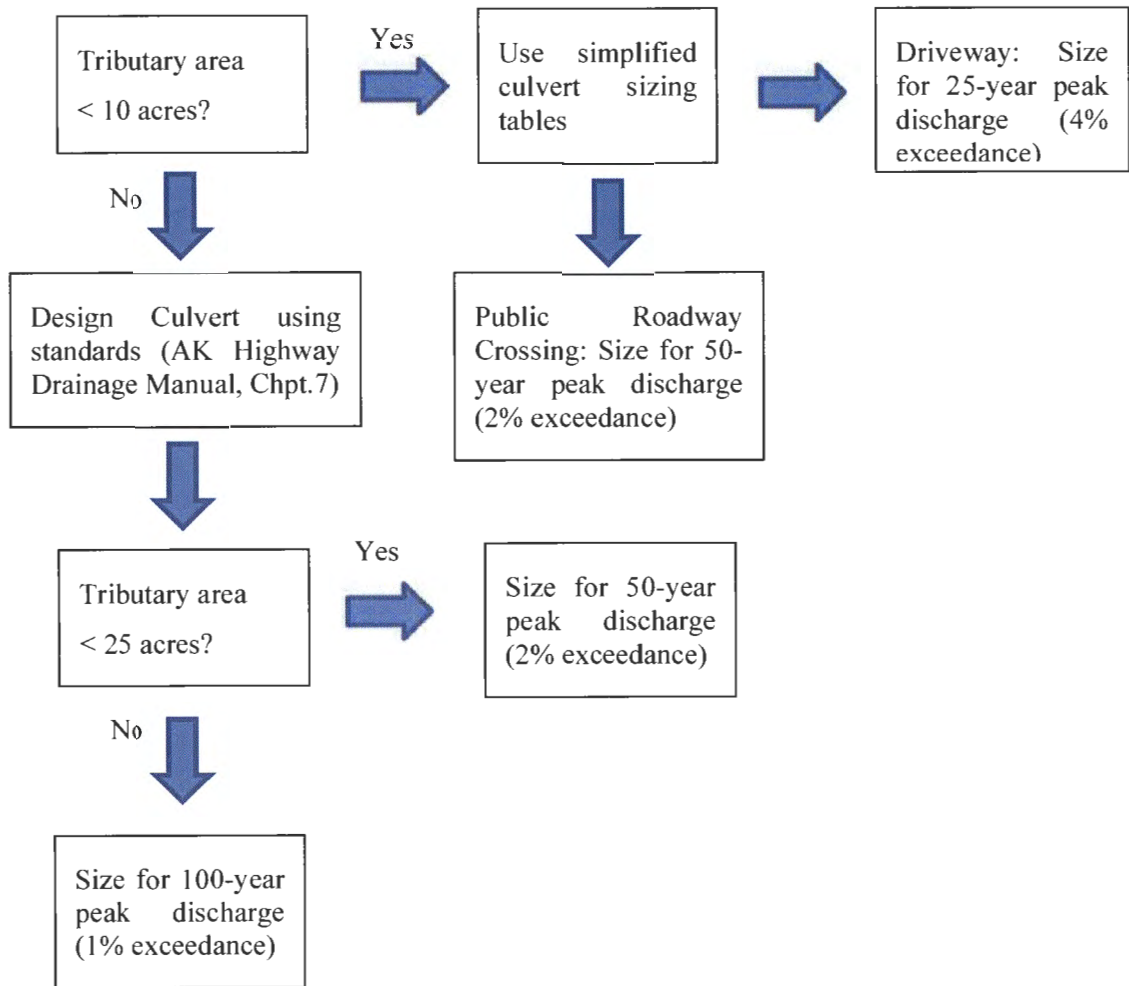 Tributary area
< 10 acres?
Yes
Use simplified
culvert sizing
tables
Driveway: Size
for 25-year peak
discharge (4%
exceedance)
No
Design Culvert using
standards (AK Highway
Drainage Manual, Chpt.7)
Public Roadway
Crossing: Size for 50-
year peak discharge
(2% exceedance)
Tributary area
< 25 acres?
Yes
Size for 50-year
peak discharge
(2% exceedance)
No
Size for 100-year
peak discharge
(1% exceedance)